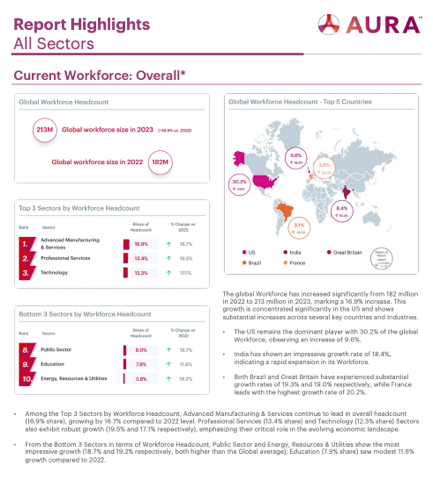 Report Highlights
All Sectors
AURA
Current Workforce: Overall*
Global Workforce Headcount
213M
Global workforce size in 2023
Global workforce size in 2022
182M
Global Workforce Headcount - Top 5 Countries
30.2%
5.8%
3.8%
8.4%
5.1%
US
India
Great Britain
Brazil
France
Top 3 Sectors by Workforce Headcount
Rank
Sector
Share of
Headcount
% Change vs
2022
1.
Advanced Manufacturing
& Services
16.9%
16.7%
2.
Professional Services
13.4%
3.
Technology
12.3%
The global Workforce has increased significantly from 182 million
in 2022 to 213 million in 2023, marking a 16.9% increase. This
growth is concentrated significantly in the US and shows
substantial increases across several key countries and industries.
• The US remains the dominant player with 30.2% of the global
Workforce, observing an increase of 9.6%.
• India has shown an impressive growth rate of 18.4%,
indicating a rapid expansion in its Workforce.
• Both Brazil and Great Britain have experienced substantial
growth rates of 19.3% and 19.0% respectively, while France
leads with the highest growth rate of 20.2%.
Bottom 3 Sectors by Workforce Headcount
Rank
Sector
Share of
Headcount
% Change vs
2022
8.
Public Sector
8.0%
18.7%
9.
Education
7.9%
11.6%
10.
Energy, Resources & Utilities
3.8%
19.2%
• Among the Top 3 Sectors by Workforce Headcount, Advanced Manufacturing & Services continue to lead in overall headcount
(16.9% share), growing by 16.7% compared to 2022 level. Professional Services (13.4% share) and Technology (12.3% share) Sectors
also exhibit robust growth (19.5% and 17.1% respectively), emphasizing their critical role in the evolving economic landscape.
• From the Bottom 3 Sectors in terms of Workforce Headcount, Public Sector and Energy, Resources & Utilities show the most
impressive growth (18.7% and 19.2% respectively, both higher than the Global average); Education (7.9% share) saw modest 11.6%
growth compared to 2022.